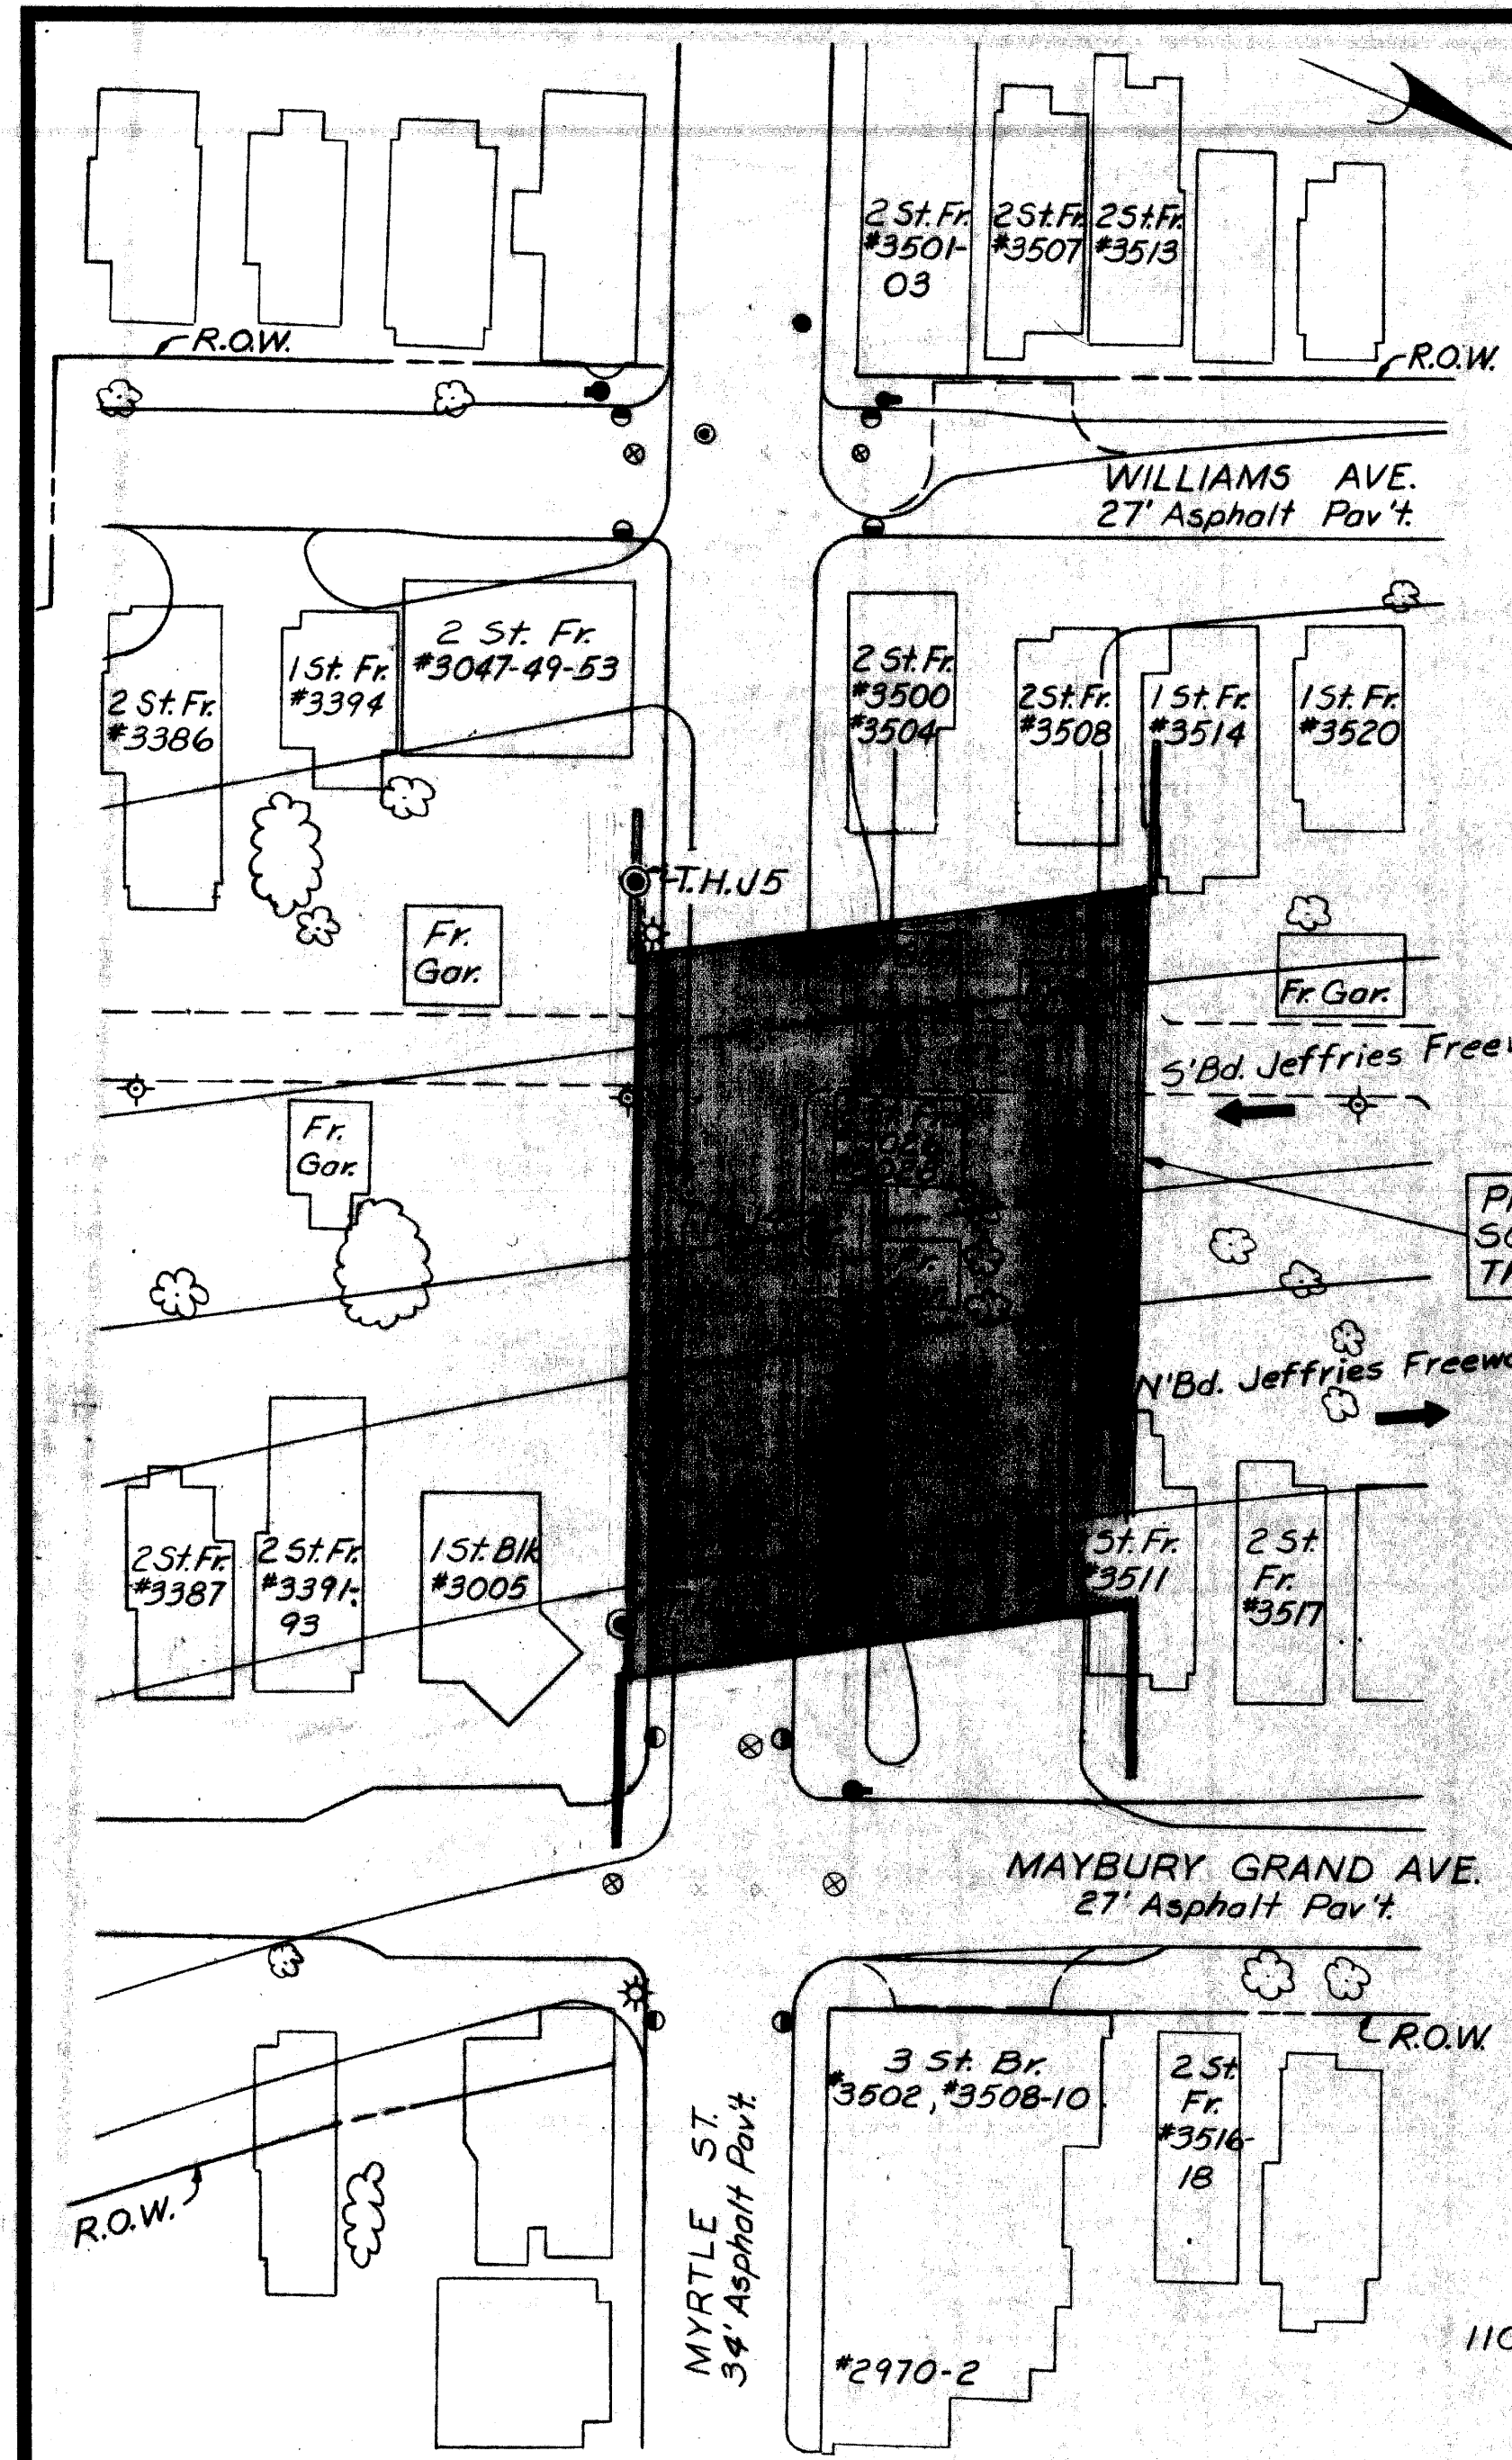 2 St. Fr.
#3501-
03
2 St. Fr.
#3507
2 St. Fr.
#3513
R.O.W.
R.O.W.
WILLIAMS AVE.
27' Asphalt Pav't.
2 St. Fr.
#3386
1 St. Fr.
#3394
2 St. Fr.
#3047-49-53
2 St. Fr.
#3500
#3504
2 St. Fr.
#3508
1 St. Fr.
#3514
1 St. Fr.
#3520
T.H. J5
Fr.
Gar.
Fr. Gar.
S'Bd. Jeffries Freew
Fr.
Gar.
N'Bd. Jeffries Freewa
2 St. Fr.
#3387
2 St. Fr.
#3391-
93
1 St. Blk
#3005
St. Fr.
#3511
2 St.
Fr.
#3517
MAYBURY GRAND AVE.
27' Asphalt Pav't.
R.O.W.
3 St. Br.
#3502, #3508-10
2 St.
Fr.
#3516-
18
R.O.W.
MYRTLE ST.
34' Asphalt Pav't.
#2970-2
110